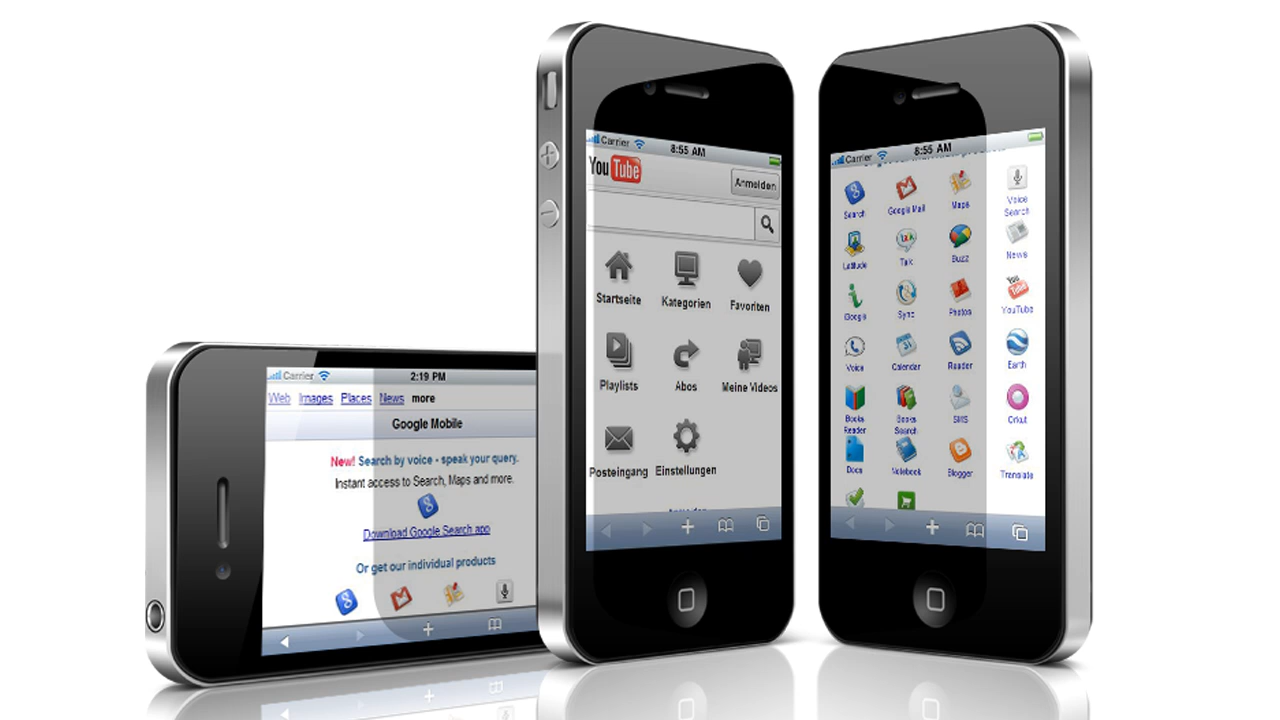 Carrier 2:19 PM
Web Images Places News more
Google Mobile
New! Search by voice - speak your query.
Instant access to Search, Maps and more.
Download Google Search app
Or get our individual products
Carrier 8:55 AM
YouTube Anmelden
Startseite Kategorien Favoriten
Playlists Abos Meine Videos
Posteingang Einstellungen
Carrier 8:55 AM
Search Google Mail Maps Voice Search
Latitude Talk Buzz News
Google Sync Photos YouTube
Voice Calendar Reader Earth
Books Reader Books Search SMS Orkut
Docs Notebook Blogger Translate